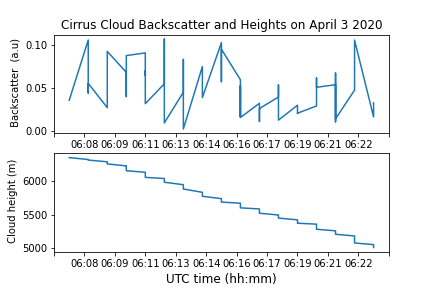 Cirrus Cloud Backscatter and Heights on April 3 2020
Backscatter (a.u)
0.10
0.05
0.00
06:08 06:09 06:11 06:13 06:14 06:16 06:17 06:19 06:21 06:22
Cloud height (m)
6000
5500
5000
06:08 06:09 06:11 06:13 06:14 06:16 06:17 06:19 06:21 06:22
UTC time (hh:mm)